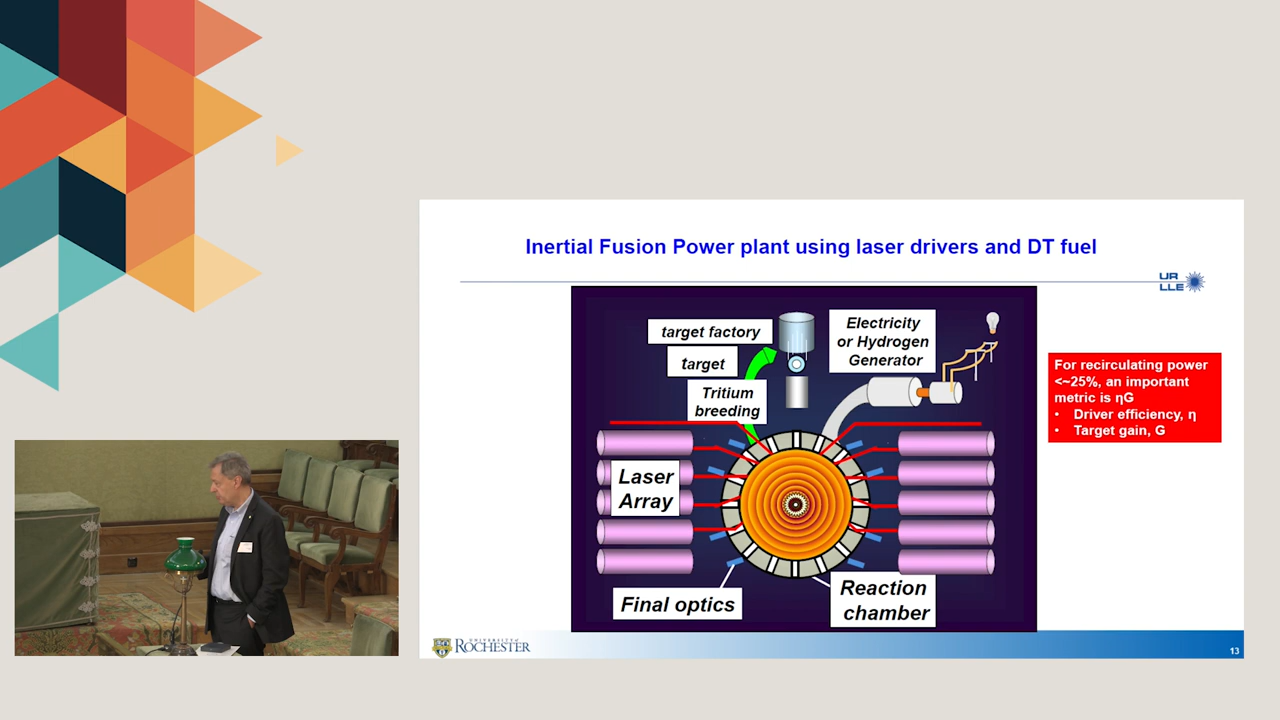 Inertial Fusion Power plant using laser drivers and DT fuel
UR
LLE
target factory
target
Tritium
breeding
Electricity
or Hydrogen
Generator
For recirculating power
<~25%, an important
metric is ηG
• Driver efficiency, η
• Target gain, G
Laser
Array
Final optics
Reaction
chamber
UNIVERSITY of
ROCHESTER
13